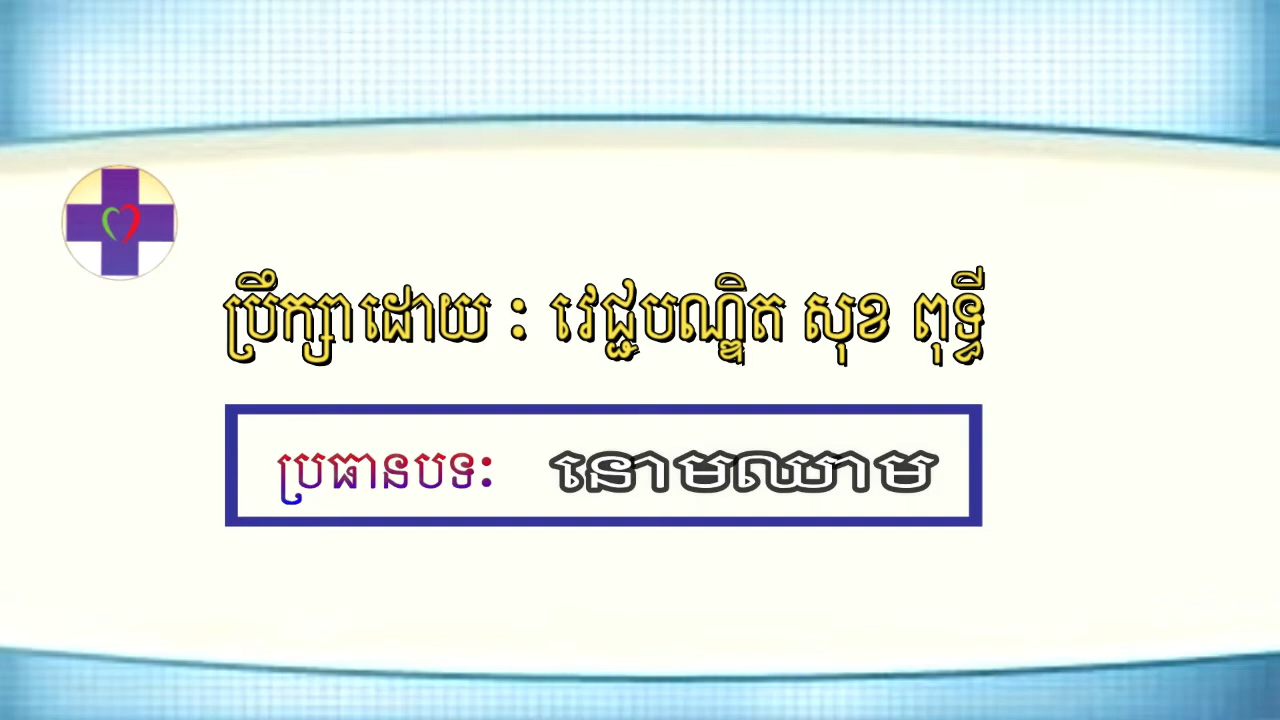 ប្រឹក្សាដោយ : វេជ្ជបណ្ឌិត សុខ ពុទ្ធី
ប្រធានបទ: នោមឈាម